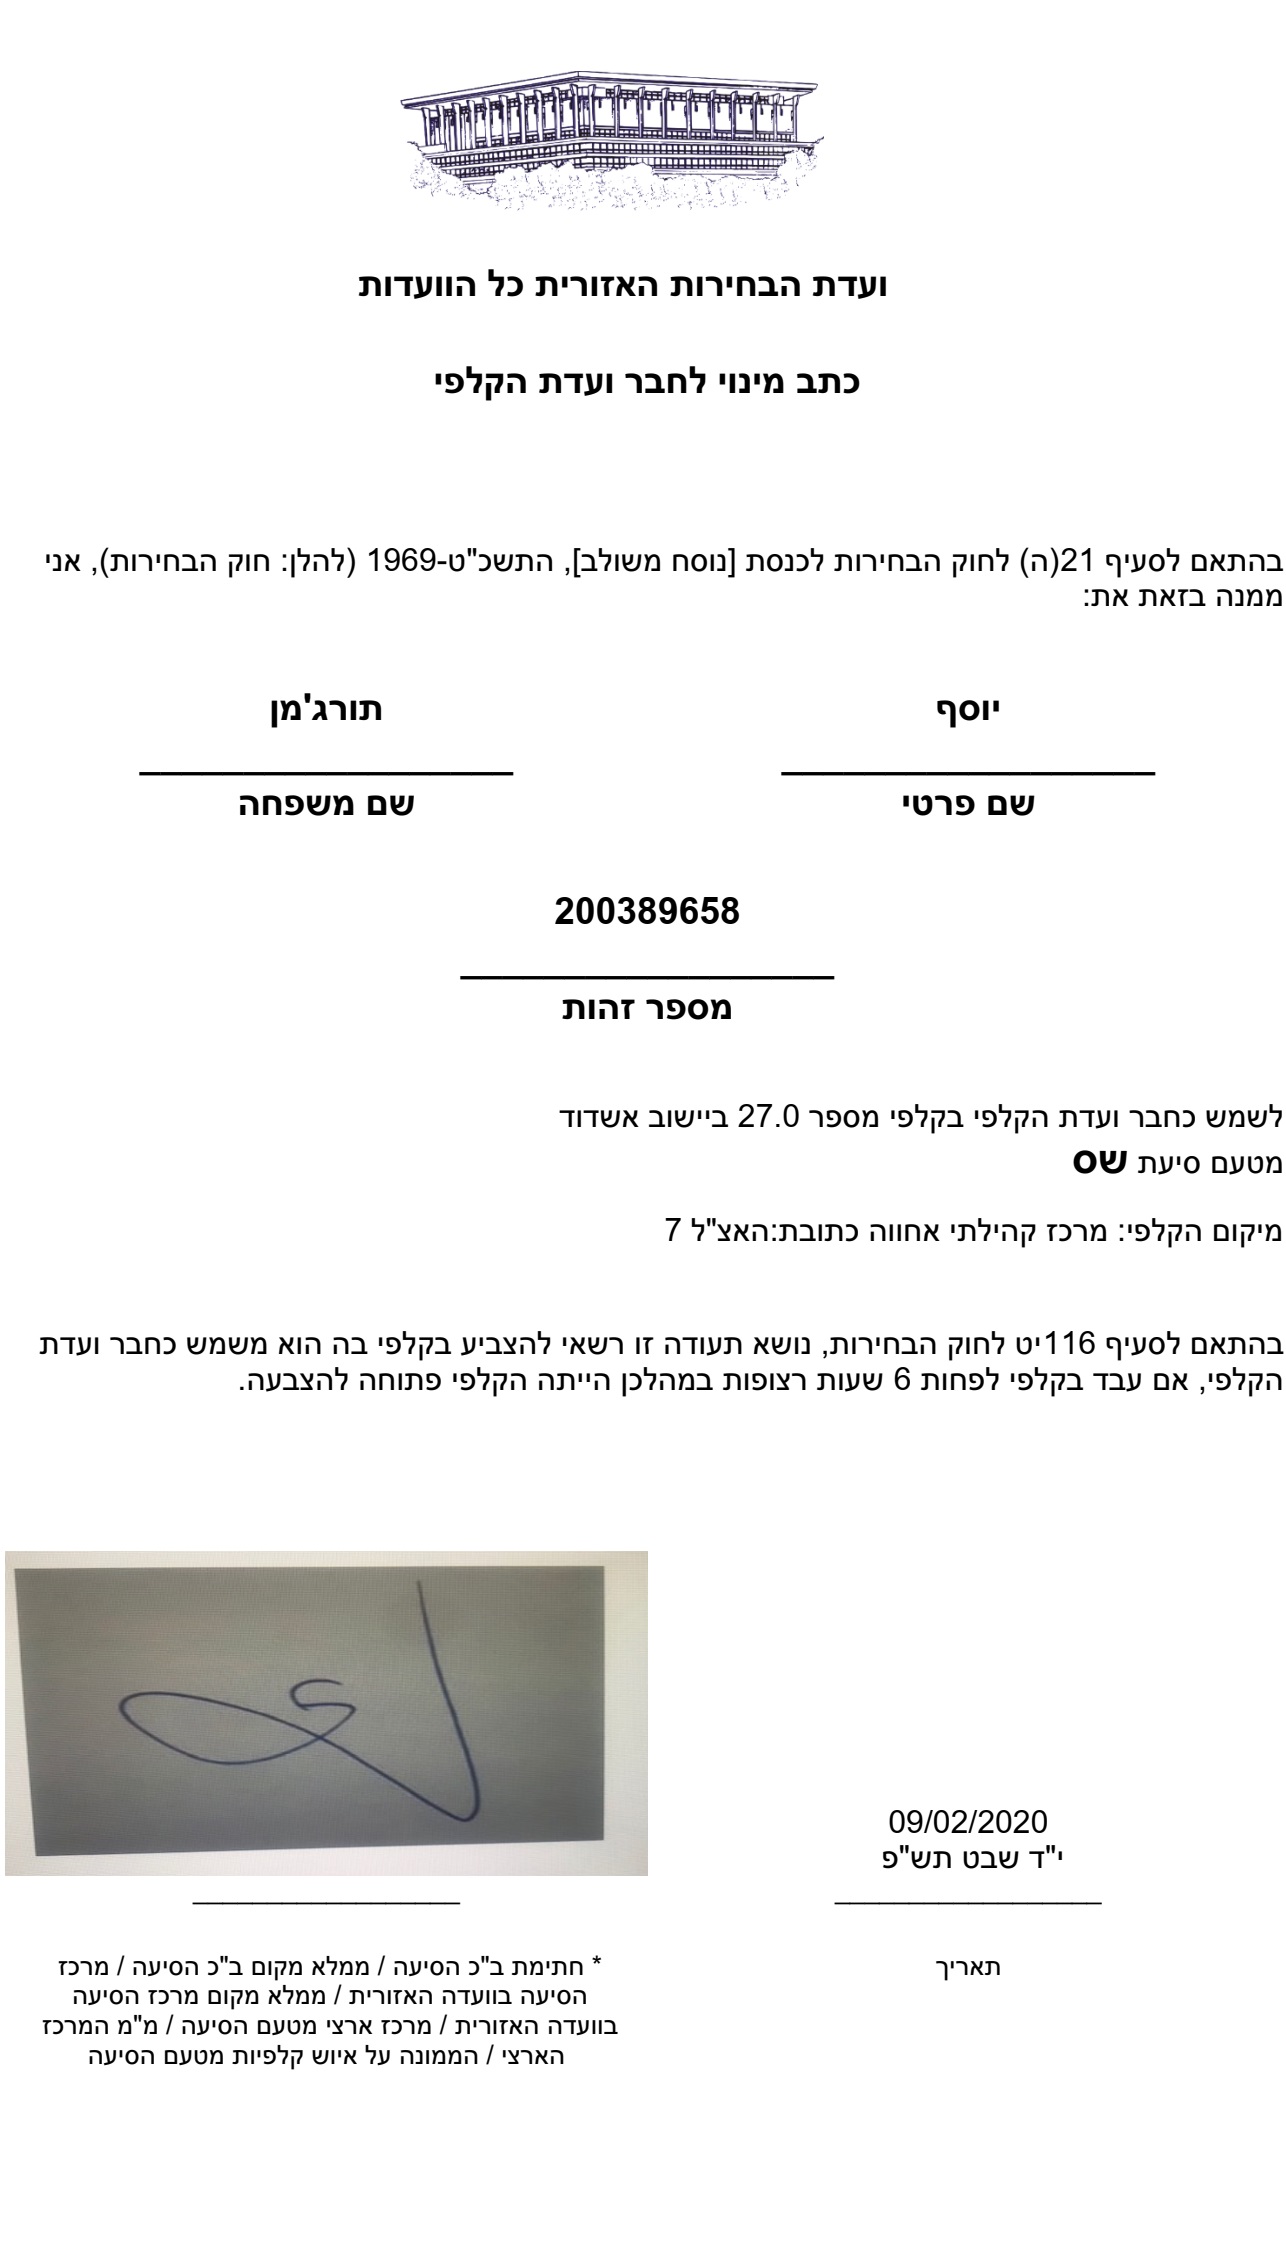 ועדת הבחירות האזורית כל הוועדות
כתב מינוי לחבר ועדת הקלפי
בהתאם לסעיף 21(ה) לחוק הבחירות לכנסת [נוסח משולב], התשכ"ט-1969 (להלן: חוק הבחירות), אני
ממנה בזאת את:
יוסף תורג'מן
שם פרטי שם משפחה
200389658
מספר זהות
לשמש כחבר ועדת הקלפי בקלפי מספר 27.0 ביישוב אשדוד
מטעם סיעת שס
מיקום הקלפי: מרכז קהילתי אחווה כתובת:האצ"ל 7
בהתאם לסעיף 116יט לחוק הבחירות, נושא תעודה זו רשאי להצביע בקלפי בה הוא משמש כחבר ועדת
הקלפי, אם עבד בקלפי לפחות 6 שעות רצופות במהלכן הייתה הקלפי פתוחה להצבעה.
09/02/2020
י"ד שבט תש"פ
תאריך
* חתימת ב"כ הסיעה / ממלא מקום ב"כ הסיעה / מרכז
הסיעה בוועדה האזורית / ממלא מקום מרכז הסיעה
בוועדה האזורית / מרכז ארצי מטעם הסיעה / מ"מ המרכז
הארצי / הממונה על איוש קלפיות מטעם הסיעה